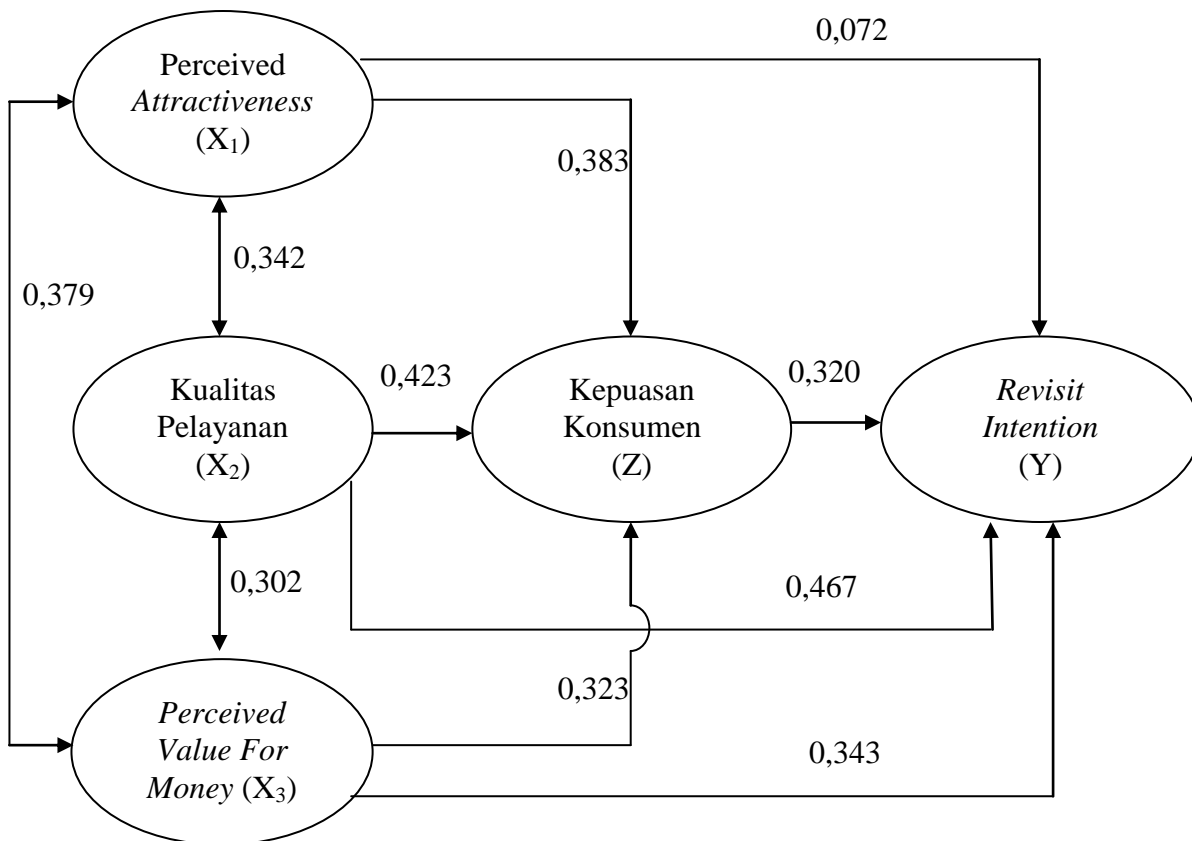 0,072
Perceived
Attractiveness
(X₁)
0,383
0,342
0,379
Kualitas
Pelayanan
(X₂)
0,423
Kepuasan
Konsumen
(Z)
0,320
Revisit
Intention
(Y)
0,302
0,467
Perceived
Value For
Money (X₃)
0,323
0,343